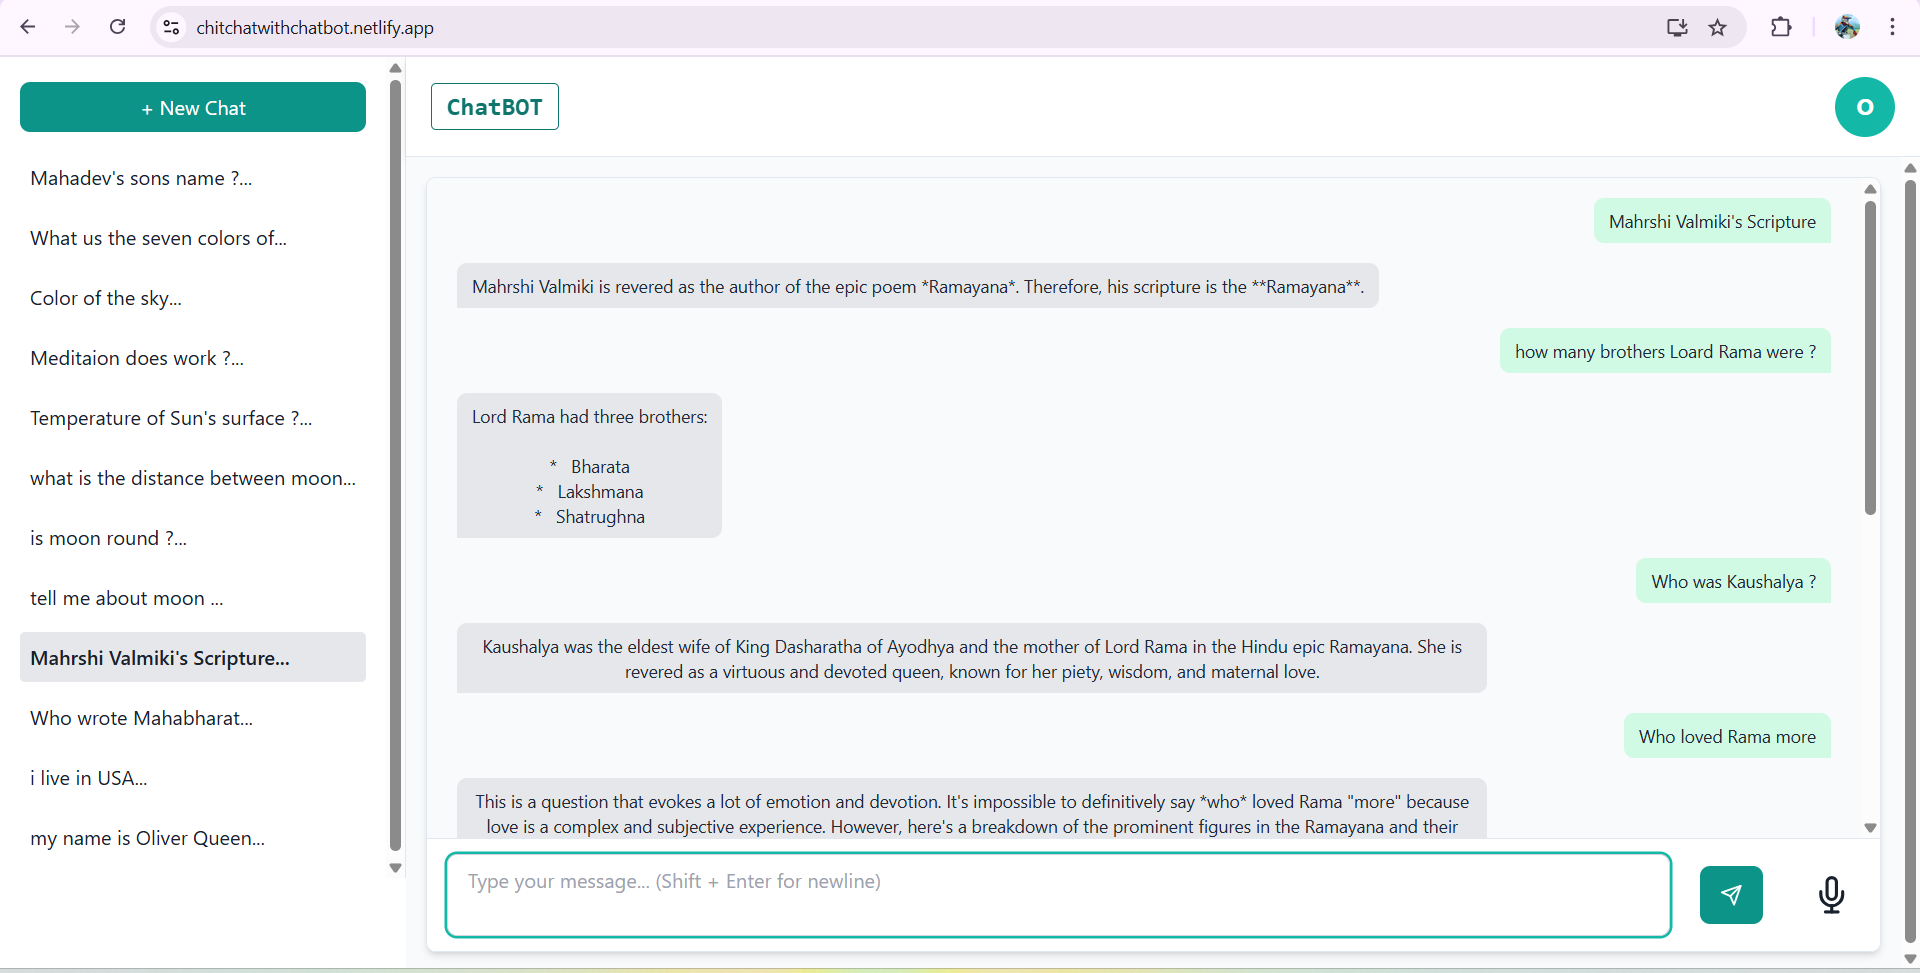 chitchatwithchatbot.netlify.app
+ New Chat
Mahadev's sons name ?...
What us the seven colors of...
Color of the sky...
Meditaion does work ?...
Temperature of Sun's surface ?...
what is the distance between moon...
is moon round ?...
tell me about moon ...
Mahrshi Valmiki's Scripture...
Who wrote Mahabharat...
i live in USA...
my name is Oliver Queen...
ChatBOT
O
Mahrshi Valmiki's Scripture
Mahrshi Valmiki is revered as the author of the epic poem *Ramayana*. Therefore, his scripture is the **Ramayana**.
how many brothers Loard Rama were ?
Lord Rama had three brothers:
* Bharata
* Lakshmana
* Shatrughna
Who was Kaushalya ?
Kaushalya was the eldest wife of King Dasharatha of Ayodhya and the mother of Lord Rama in the Hindu epic Ramayana. She is
revered as a virtuous and devoted queen, known for her piety, wisdom, and maternal love.
Who loved Rama more
This is a question that evokes a lot of emotion and devotion. It's impossible to definitively say *who* loved Rama "more" because
love is a complex and subjective experience. However, here's a breakdown of the prominent figures in the Ramayana and their
Type your message... (Shift + Enter for newline)